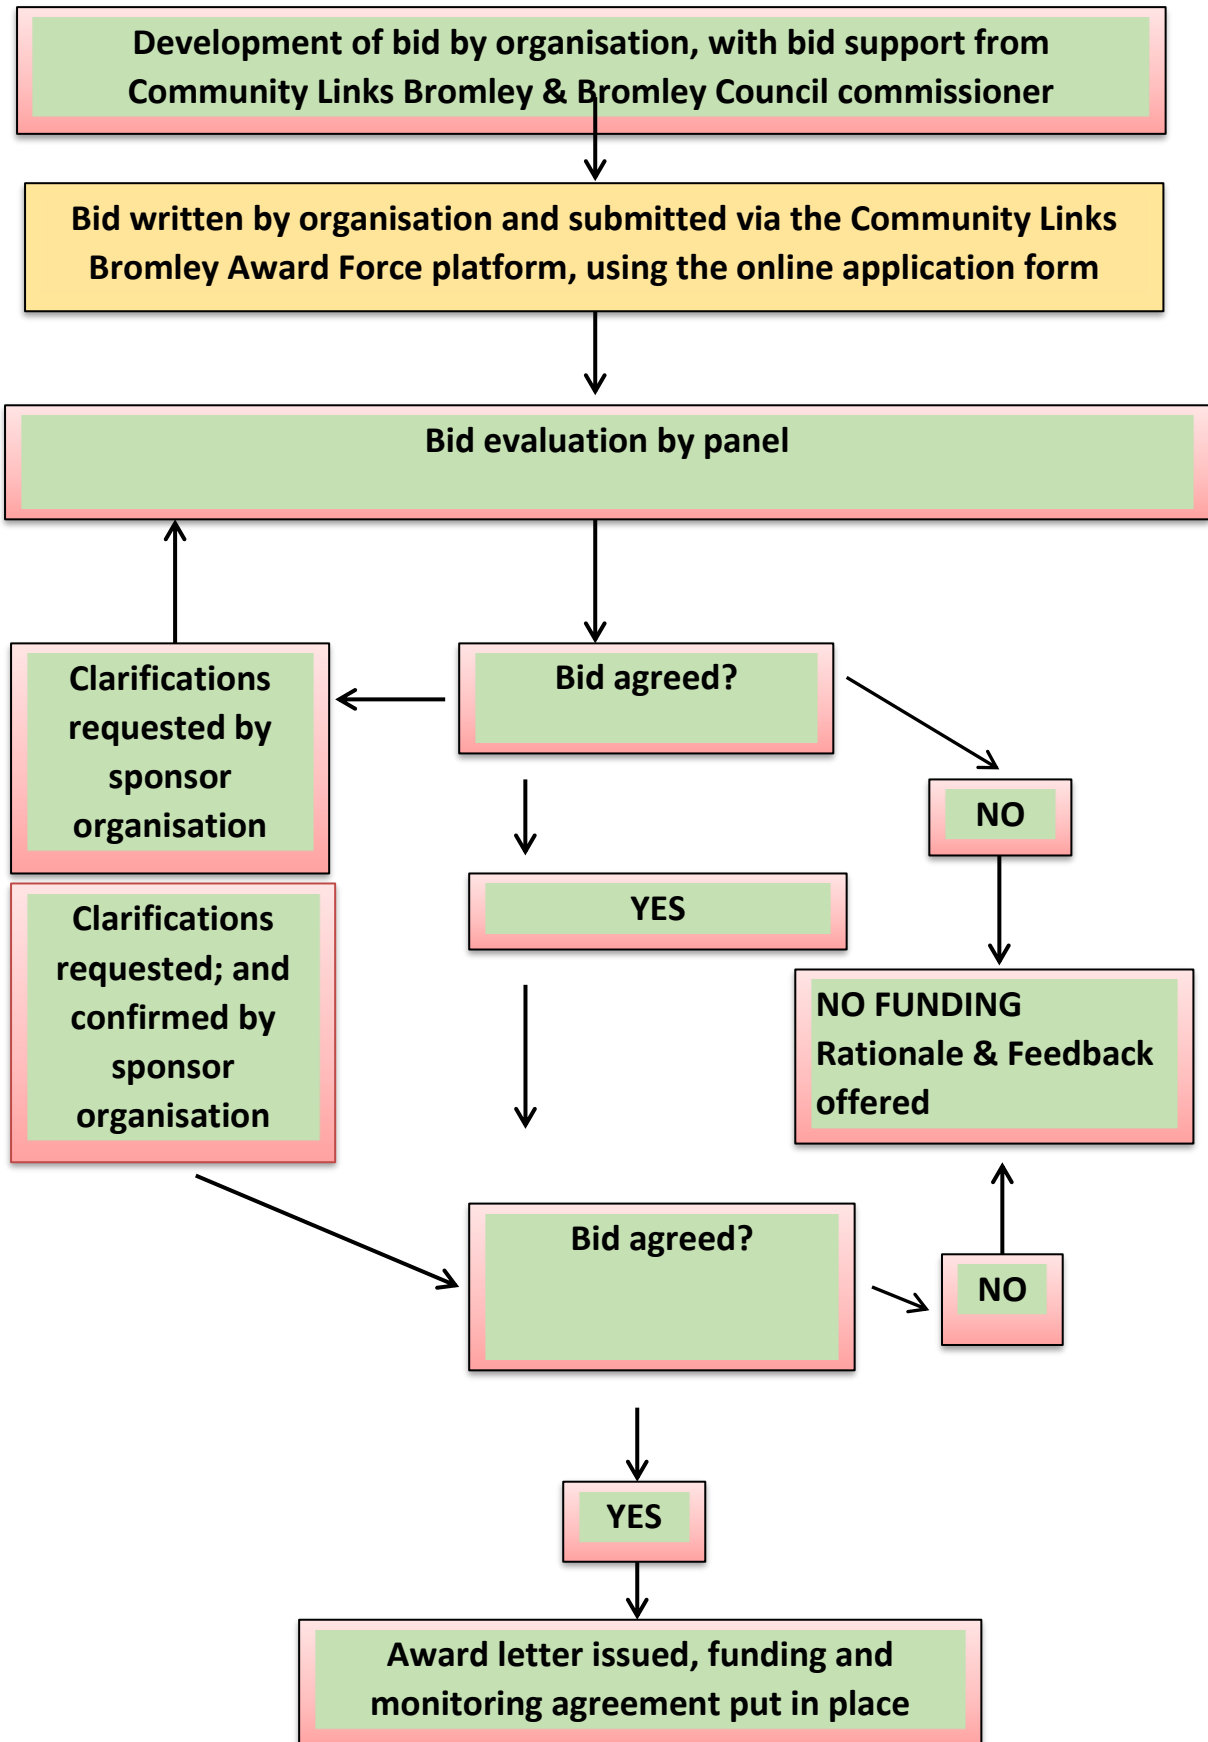 Development of bid by organisation, with bid support from
Community Links Bromley & Bromley Council commissioner
Bid written by organisation and submitted via the Community Links
Bromley Award Force platform, using the online application form
Bid evaluation by panel
Clarifications
requested by
sponsor
organisation
Bid agreed?
NO
Clarifications
requested; and
confirmed by
sponsor
organisation
YES
NO FUNDING
Rationale & Feedback
offered
Bid agreed?
NO
YES
Award letter issued, funding and
monitoring agreement put in place